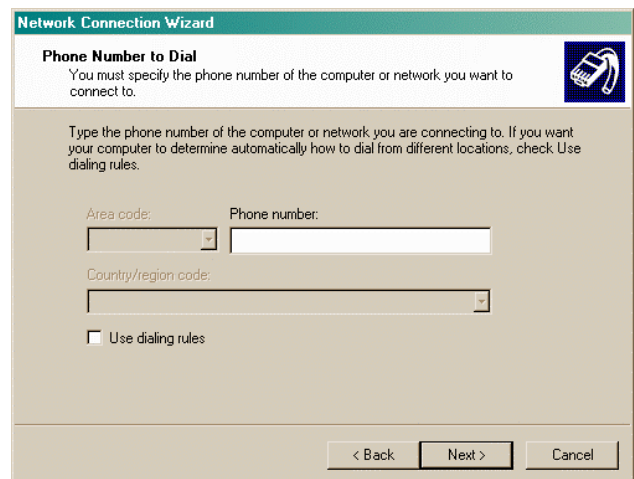 Network Connection Wizard
Phone Number to Dial
You must specify the phone number of the computer or network you want to
connect to.
Type the phone number of the computer or network you are connecting to. If you want
your computer to determine automatically how to dial from different locations, check Use
dialing rules.
Area code: Phone number:
Country/region code:
Use dialing rules
< Back Next > Cancel